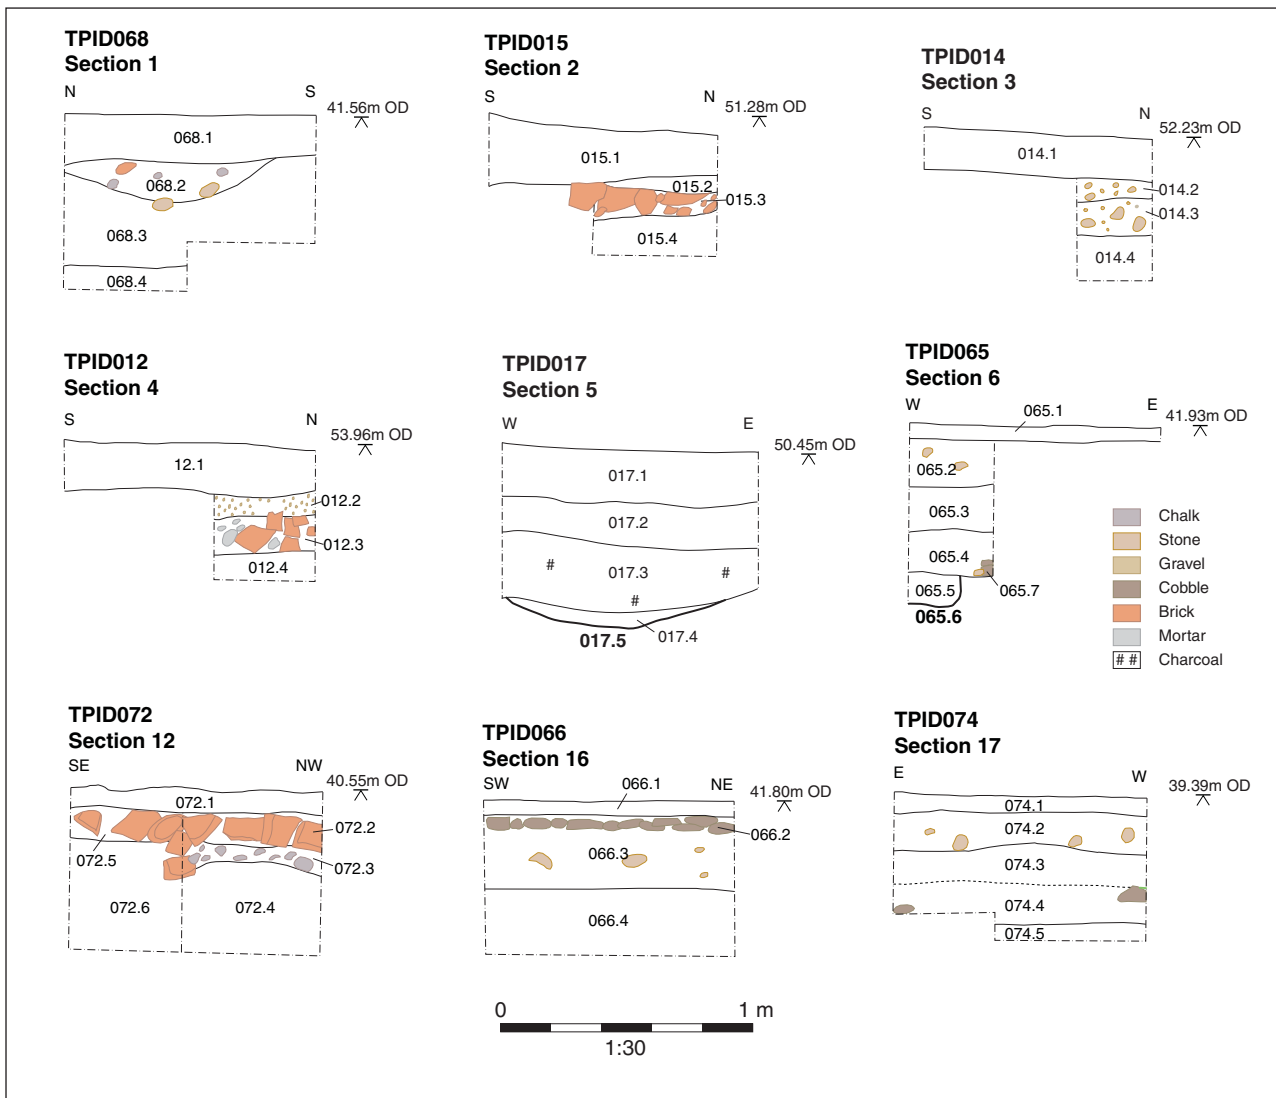 TPID068
Section 1
N
S
41.56m OD
068.1
068.2
068.3
068.4
TPID015
Section 2
S
N
51.28m OD
015.1
015.2
015.3
015.4
TPID014
Section 3
S
N
52.23m OD
014.1
014.2
014.3
014.4
TPID012
Section 4
S
N
53.96m OD
12.1
012.2
012.3
012.4
TPID017
Section 5
W
E
50.45m OD
017.1
017.2
017.3
#
#
#
017.4
017.5
TPID065
Section 6
W
E
41.93m OD
065.1
065.2
065.3
065.4
065.5
065.7
065.6
Chalk
Stone
Gravel
Cobble
Brick
Mortar
# # Charcoal
TPID072
Section 12
SE
NW
40.55m OD
072.1
072.2
072.5
072.3
072.6
072.4
TPID066
Section 16
SW
NE
41.80m OD
066.1
066.2
066.3
066.4
TPID074
Section 17
E
W
39.39m OD
074.1
074.2
074.3
074.4
074.5
0
1 m
1:30